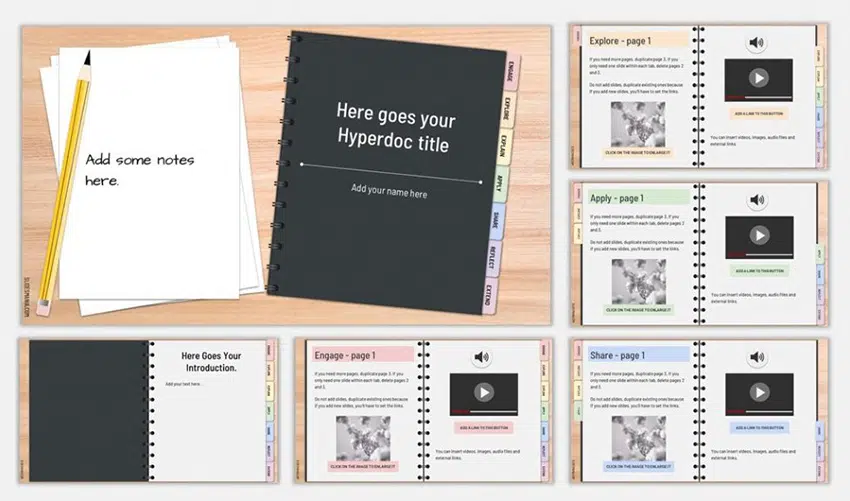 Add some notes
here.
SLIDESMANIA.COM
Here goes your
Hyperdoc title
Add your name here
ENGAGE
EXPLORE
EXPLAIN
APPLY
SHARE
REFLECT
EXTEND
Explore - page 1
If you need more pages, duplicate page 3. If you
only need one slide within each tab, delete pages 2
and 3.
Do not add slides, duplicate existing ones because
if you add new slides, you'll have to set the links.
CLICK ON THE IMAGE TO ENLARGE IT
ADD A LINK TO THIS BUTTON
You can insert videos, images, audio files and
external links
Apply - page 1
If you need more pages, duplicate page 3. If you
only need one slide within each tab, delete pages 2
and 3.
Do not add slides, duplicate existing ones because
if you add new slides, you'll have to set the links.
CLICK ON THE IMAGE TO ENLARGE IT
ADD A LINK TO THIS BUTTON
You can insert videos, images, audio files and
external links
Here Goes Your
Introduction.
Add your text here
Engage - page 1
If you need more pages, duplicate page 3. If you
only need one slide within each tab, delete pages 2
and 3.
Do not add slides, duplicate existing ones because
if you add new slides, you'll have to set the links.
CLICK ON THE IMAGE TO ENLARGE IT
ADD A LINK TO THIS BUTTON
You can insert videos, images, audio files and
external links.
Share - page 1
If you need more pages, duplicate page 3. If you
only need one slide within each tab, delete pages 2
and 3.
Do not add slides, duplicate existing ones because
if you add new slides, you'll have to set the links.
CLICK ON THE IMAGE TO ENLARGE IT
ADD A LINK TO THIS BUTTON
You can insert videos, images, audio files and
external links.